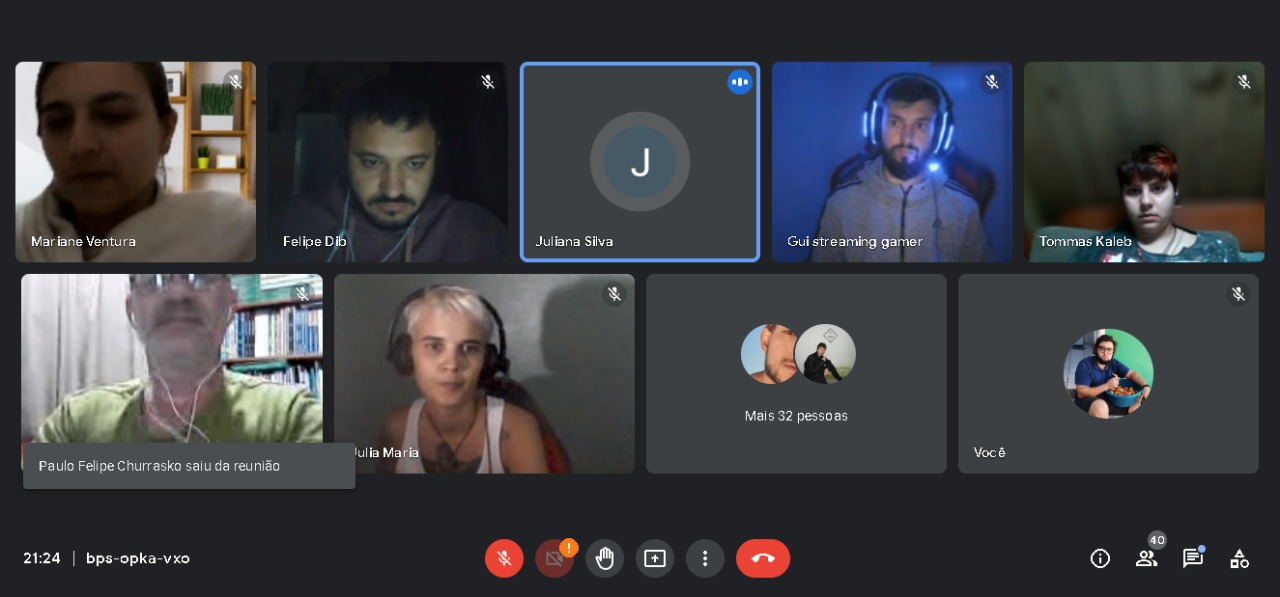 Mariane Ventura
Felipe Dib
J
Juliana Silva
Gui streaming gamer
Tommas Kaleb
Julia Maria
Mais 32 pessoas
Você
Paulo Felipe Churrasko saiu da reunião
21:24 | bps-opka-vxo
!
40